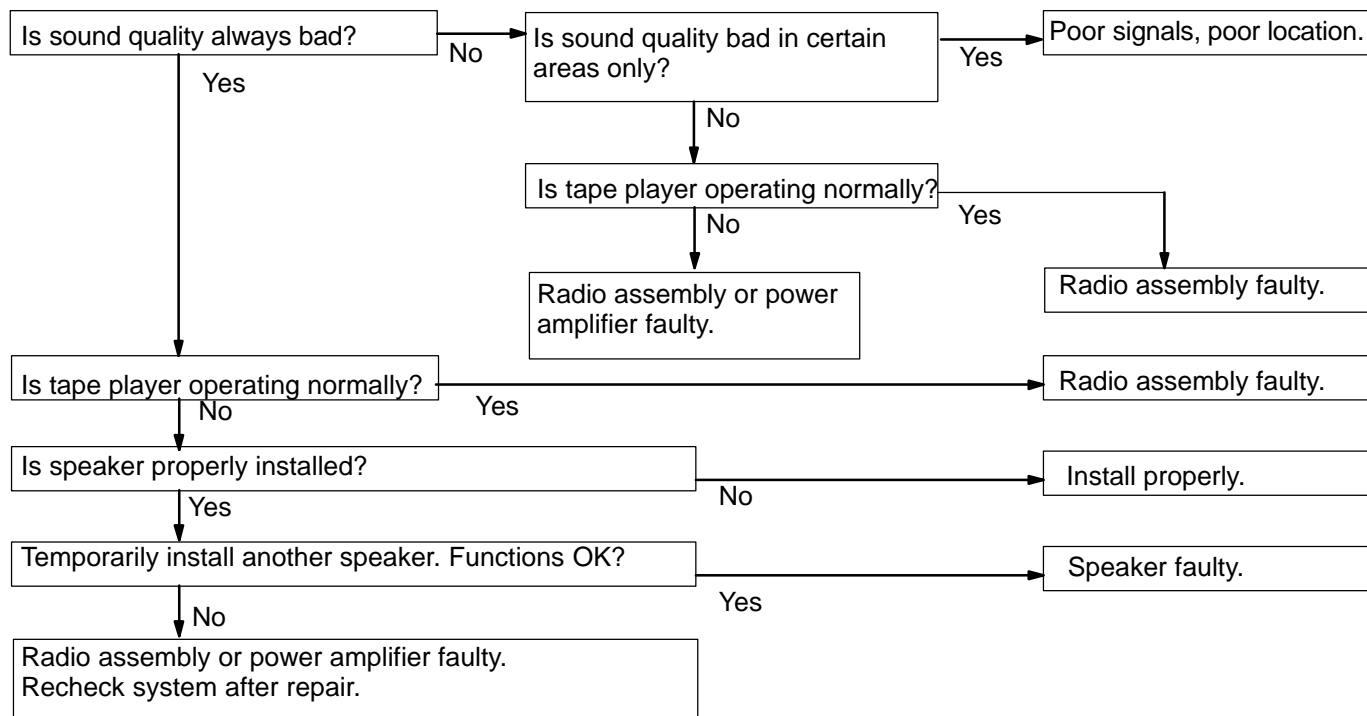 Is sound quality always bad?
No
Yes
Is sound quality bad in certain
areas only?
Yes
Poor signals, poor location.
No
Is tape player operating normally?
Yes
No
Radio assembly or power
amplifier faulty.
Radio assembly faulty.
Is tape player operating normally?
Yes
Radio assembly faulty.
No
Is speaker properly installed?
No
Install properly.
Yes
Temporarily install another speaker. Functions OK?
Yes
Speaker faulty.
No
Radio assembly or power amplifier faulty.
Recheck system after repair.